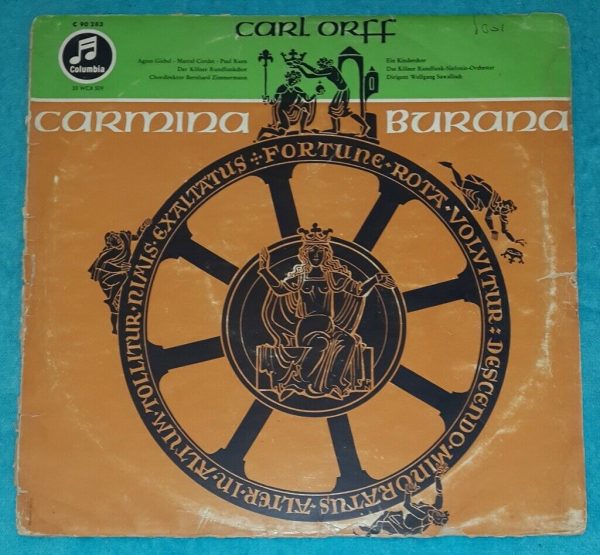 C 90 283
Columbia
33 WCX 509
CARL ORFF
Agnes Giebel · Marcel Cordes · Paul Kuen
Der Kölner Rundfunkchor
Chordirektor Bernhard Zimmermann
Ein Kinderchor
Das Kölner Rundfunk-Sinfonie-Orchester
Dirigent Wolfgang Sawallisch
CARMINA BURANA
FORTUNE · ROTA · VOLVITUR : DESCENDO · MINORATUS · ALTER · IN · ALTUM · TOLLITUR · NIMIS · EXALTATUS